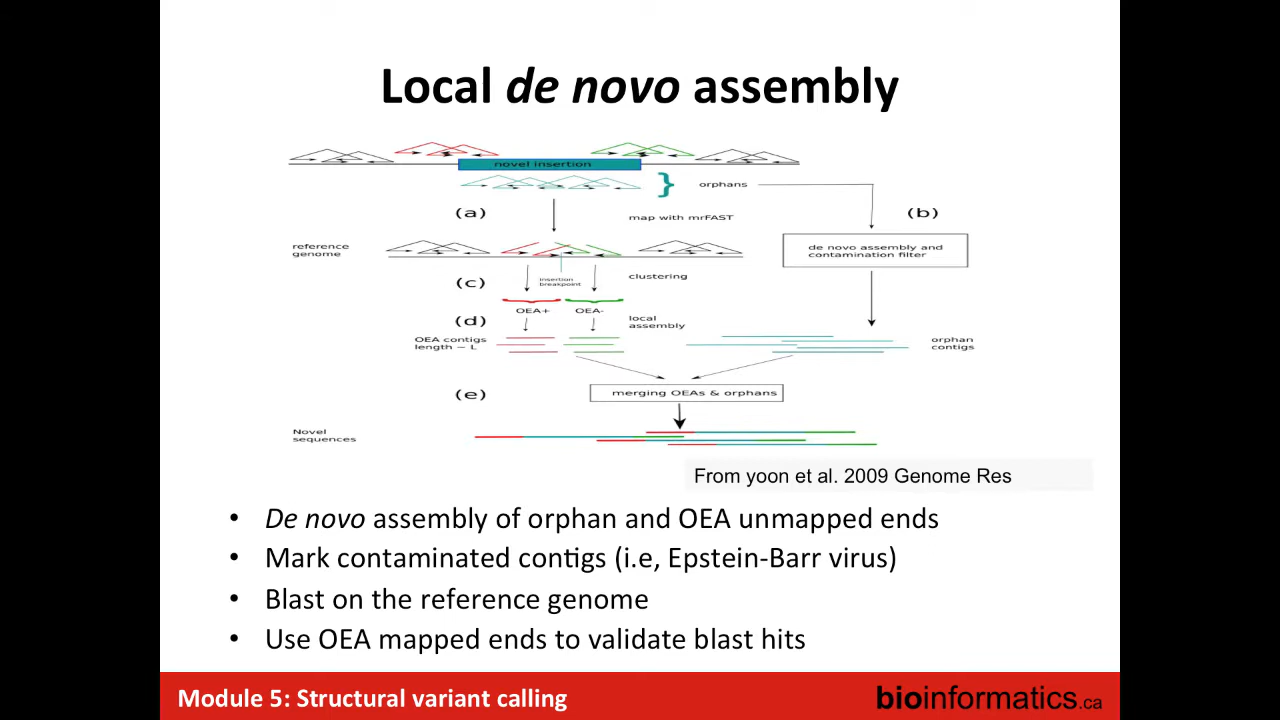 Local de novo assembly
novel insertion
orphans
(a)
map with mrFAST
(b)
reference
genome
de novo assembly and
contamination filter
insertion
breakpoint
clustering
(c)
OEA+ OEA-
(d)
local
assembly
OEA contigs
length ~ L
orphan
contigs
(e)
merging OEAs & orphans
Novel
sequences
From yoon et al. 2009 Genome Res
• De novo assembly of orphan and OEA unmapped ends
• Mark contaminated contigs (i.e, Epstein-Barr virus)
• Blast on the reference genome
• Use OEA mapped ends to validate blast hits
Module 5: Structural variant calling
bioinformatics.ca